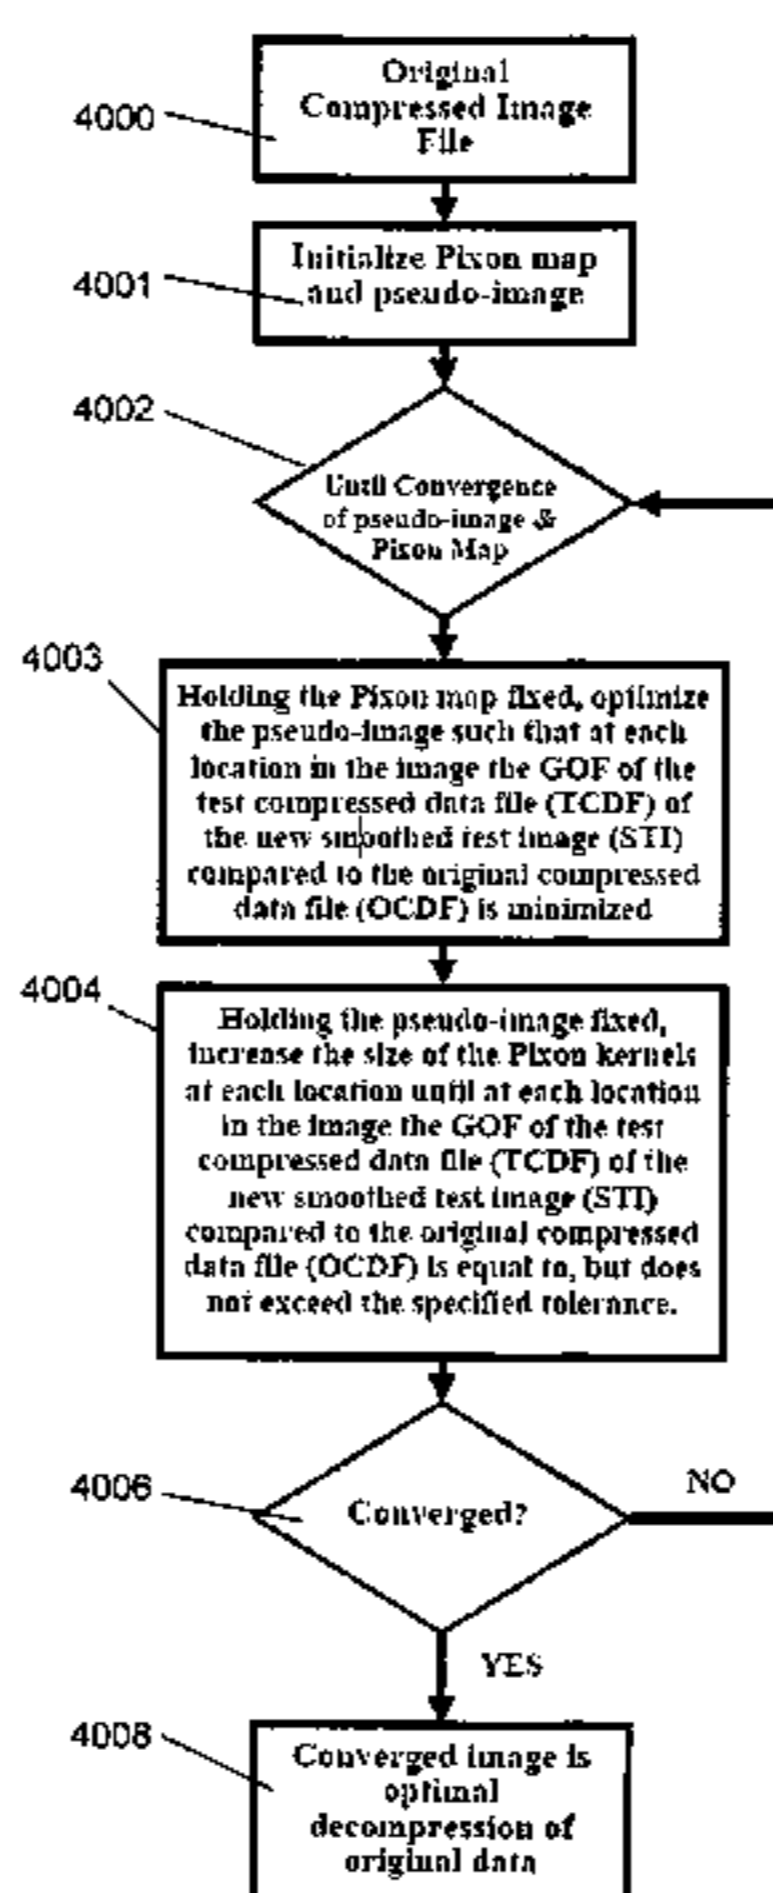 Original
Compressed Image
File
4000
Initialize Pixon map
and pseudo-image
4001
4002
Until Convergence
of pseudo-image &
Pixon Map
4003
Holding the Pixon map fixed, optimize
the pseudo-image such that at each
location in the image the GOF of the
test compressed data file (TCDF) of
the new smoothed test image (STI)
compared to the original compressed
data file (OCDF) is minimized
4004
Holding the pseudo-image fixed,
increase the size of the Pixon kernels
at each location until at each location
in the image the GOF of the test
compressed data file (TCDF) of the
new smoothed test image (STI)
compared to the original compressed
data file (OCDF) is equal to, but does
not exceed the specified tolerance.
4006
Converged?
NO
YES
4008
Converged image is
optimal
decompression of
original data